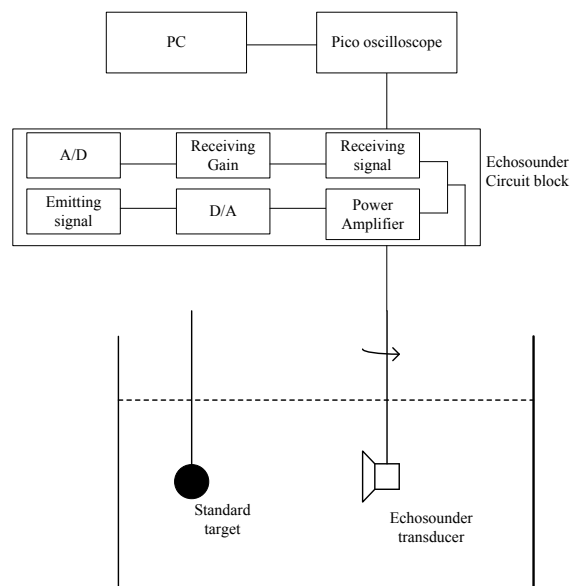 PC
Pico oscilloscope
A/D
Receiving
Gain
Receiving
signal
Echosounder
Circuit block
Emitting
signal
D/A
Power
Amplifier
Standard
target
Echosounder
transducer